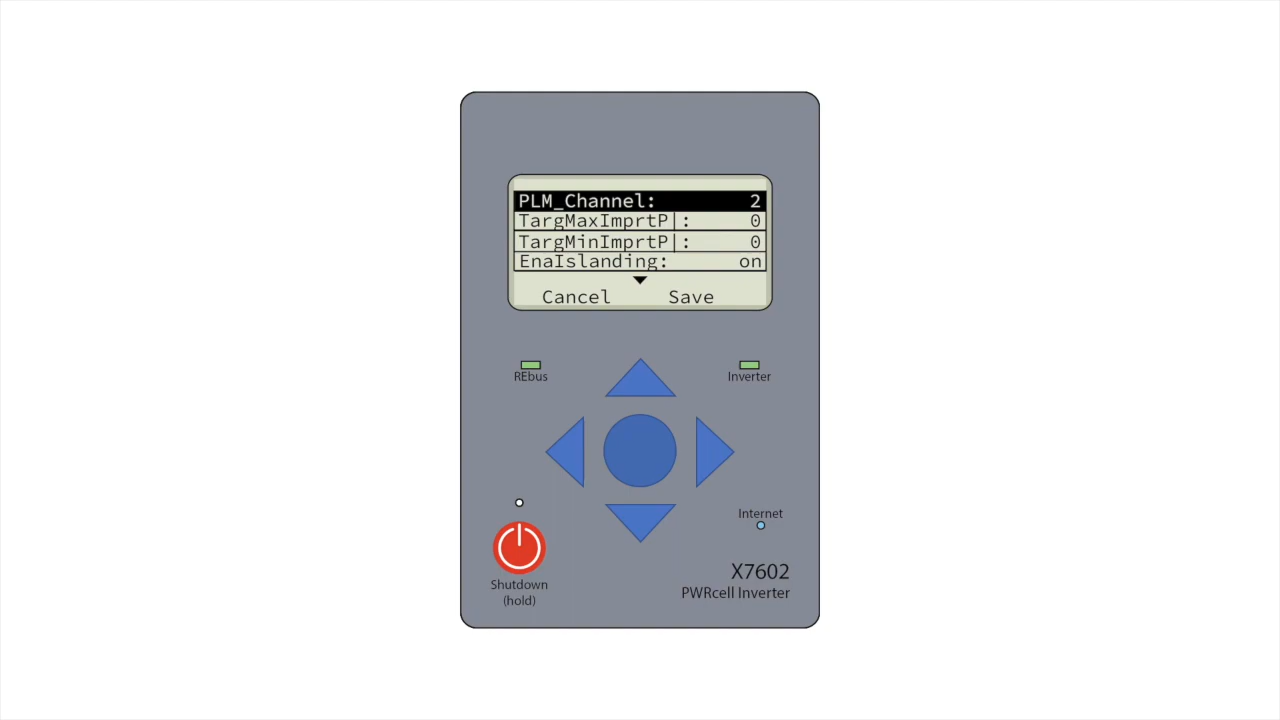 PLM_Channel: 2
TargMaxImprtP|: 0
TargMinImprtP|: 0
EnaIslanding: on
Cancel Save
REbus Inverter
Internet
Shutdown
(hold)
X7602
PWRcell Inverter